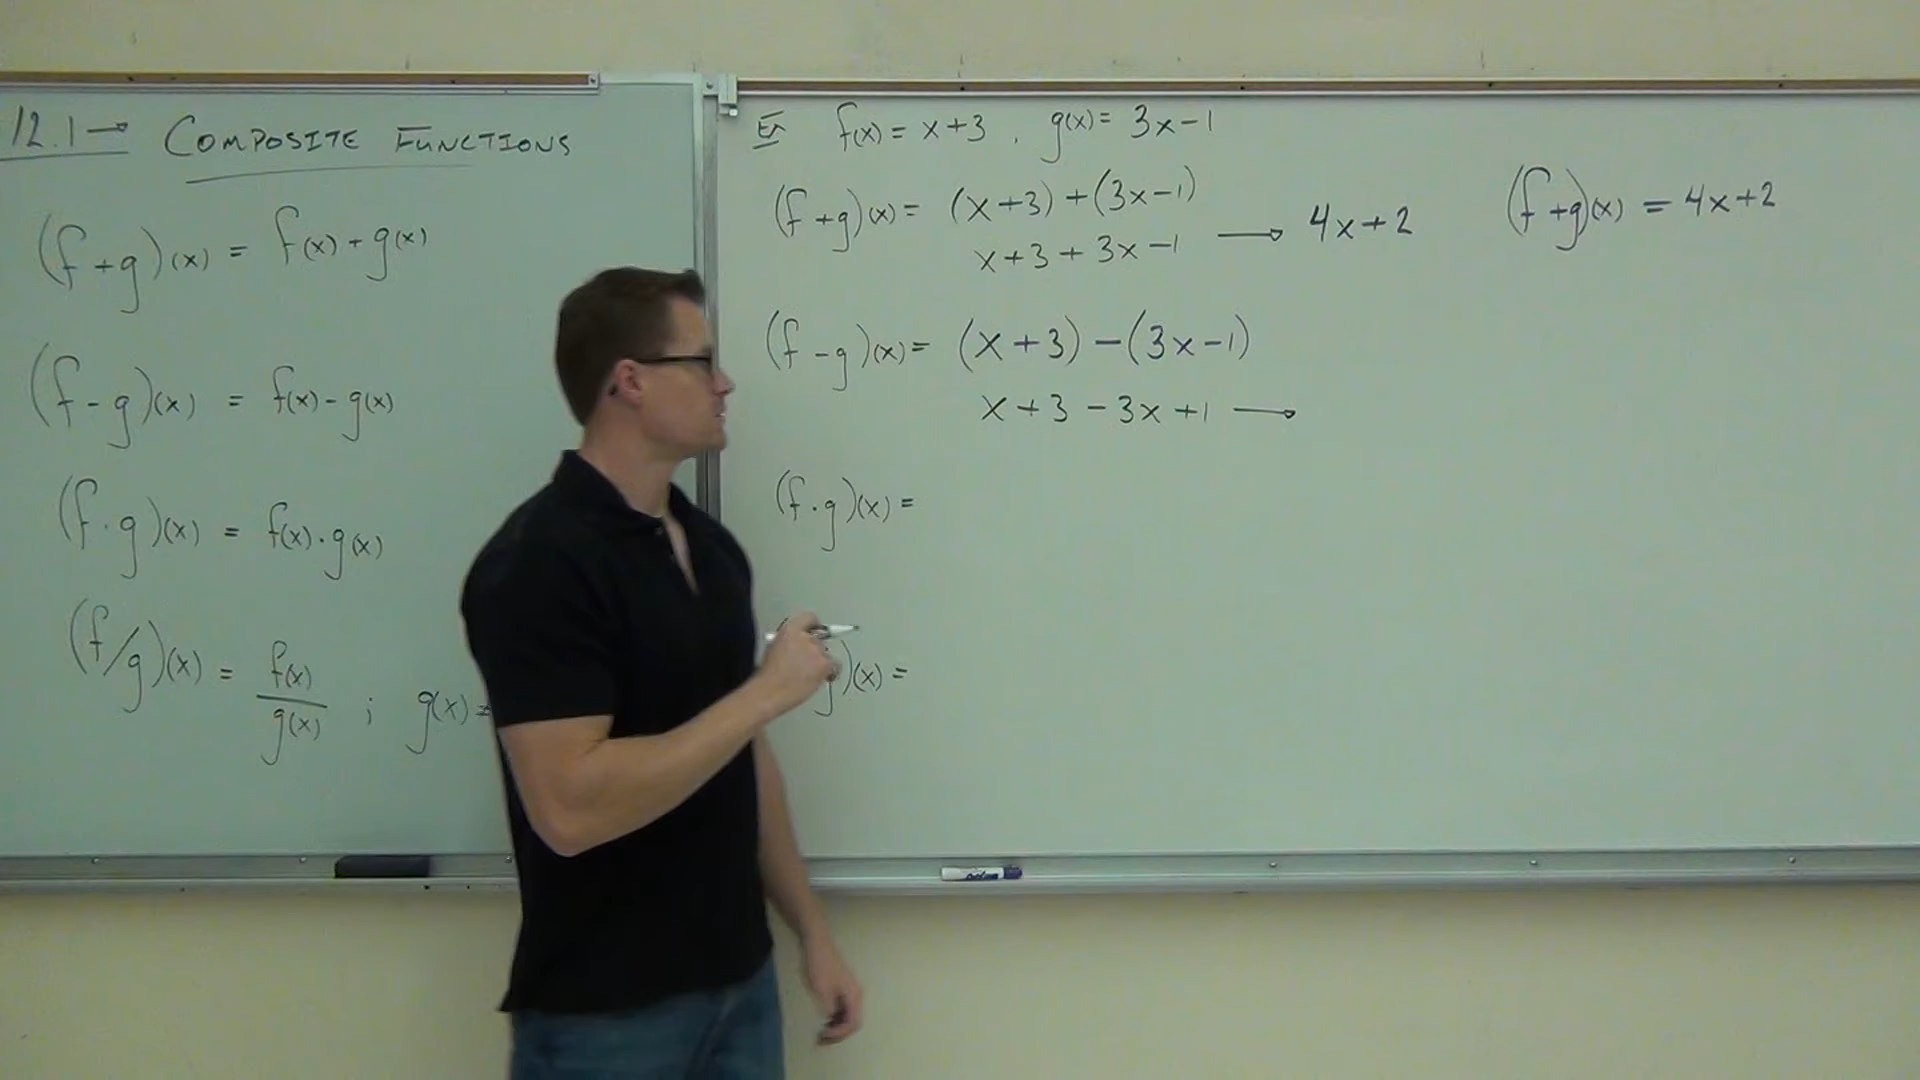 12.1 → COMPOSITE FUNCTIONS
(f+g)(x) = f(x) + g(x)
(f-g)(x) = f(x) - g(x)
(f·g)(x) = f(x)·g(x)
(f/g)(x) = f(x)/g(x) ; g(x)
Ex f(x) = x+3 , g(x) = 3x-1
(f+g)(x) = (x+3)+(3x-1)
x+3+3x-1 → 4x+2
(f+g)(x) = 4x+2
(f-g)(x) = (x+3)-(3x-1)
x+3-3x+1 →
(f·g)(x) =
g)(x) =